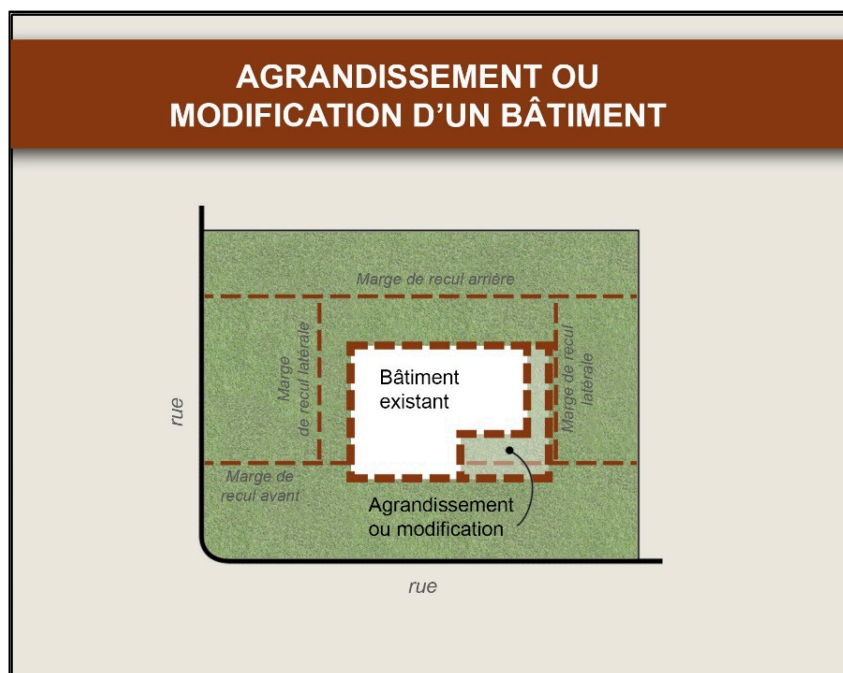 AGRANDISSEMENT OU
MODIFICATION D’UN BÂTIMENT
Marge de recul arrière
Marge
de recul latérale
Bâtiment
existant
Marge de recul
latérale
rue
Marge de
recul avant
Agrandissement
ou modification
rue